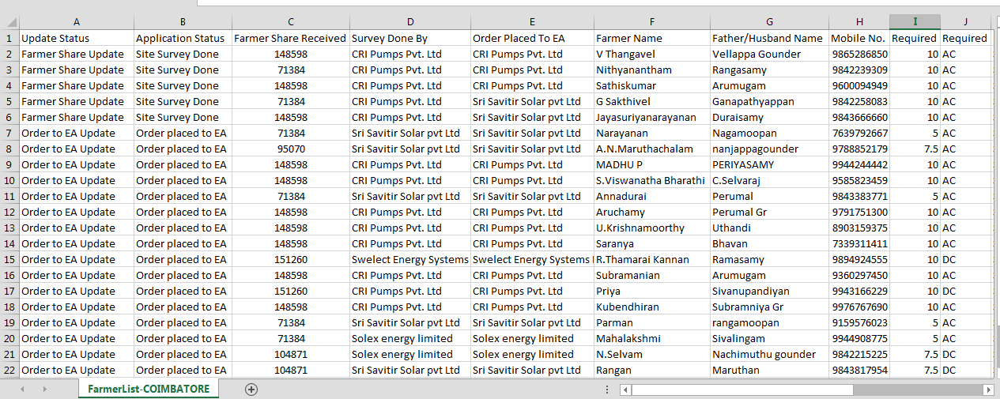 A B C D E F G H I J
1 Update Status Application Status Farmer Share Received Survey Done By Order Placed To EA Farmer Name Father/Husband Name Mobile No. Required Required
2 Farmer Share Update Site Survey Done 148598 CRI Pumps Pvt. Ltd CRI Pumps Pvt. Ltd V Thangavel Vellappa Gounder 9865286850 10 AC
3 Farmer Share Update Site Survey Done 71384 CRI Pumps Pvt. Ltd CRI Pumps Pvt. Ltd Nithyanantham Rangasamy 9842239309 10 AC
4 Farmer Share Update Site Survey Done 148598 CRI Pumps Pvt. Ltd CRI Pumps Pvt. Ltd Sathiskumar Arumugam 9600094949 10 AC
5 Farmer Share Update Site Survey Done 71384 CRI Pumps Pvt. Ltd Sri Savitir Solar pvt Ltd G Sakthivel Ganapathyappan 9842258083 10 AC
6 Farmer Share Update Site Survey Done 148598 CRI Pumps Pvt. Ltd Sri Savitir Solar pvt Ltd Jayasuriyanarayanan Duraisamy 9843666660 10 AC
7 Order to EA Update Order placed to EA 71384 Sri Savitir Solar pvt Ltd Sri Savitir Solar pvt Ltd Narayanan Nagamoopan 7639792667 5 AC
8 Order to EA Update Order placed to EA 95070 Sri Savitir Solar pvt Ltd Sri Savitir Solar pvt Ltd A.N.Maruthachalam nanjappagounder 9788852179 7.5 AC
9 Order to EA Update Order placed to EA 148598 CRI Pumps Pvt. Ltd CRI Pumps Pvt. Ltd MADHU P PERIYASAMY 9944244442 10 AC
10 Order to EA Update Order placed to EA 148598 CRI Pumps Pvt. Ltd CRI Pumps Pvt. Ltd S.Viswanatha Bharathi C.Selvaraj 9585823459 10 AC
11 Order to EA Update Order placed to EA 71384 Sri Savitir Solar pvt Ltd Sri Savitir Solar pvt Ltd Annadurai Perumal 9843383771 5 AC
12 Order to EA Update Order placed to EA 148598 CRI Pumps Pvt. Ltd CRI Pumps Pvt. Ltd Aruchamy Perumal Gr 9791751300 10 AC
13 Order to EA Update Order placed to EA 148598 CRI Pumps Pvt. Ltd CRI Pumps Pvt. Ltd U.Krishnamoorthy Uthandi 8903159375 10 AC
14 Order to EA Update Order placed to EA 148598 CRI Pumps Pvt. Ltd CRI Pumps Pvt. Ltd Saranya Bhavan 7339311411 10 AC
15 Order to EA Update Order placed to EA 151260 Swelect Energy Systems Swelect Energy Systems R.Thamarai Kannan Ramasamy 9894924555 10 DC
16 Order to EA Update Order placed to EA 148598 CRI Pumps Pvt. Ltd CRI Pumps Pvt. Ltd Subramanian Arumugam 9360297450 10 AC
17 Order to EA Update Order placed to EA 151260 CRI Pumps Pvt. Ltd CRI Pumps Pvt. Ltd Priya Sivanupandiyan 9943166229 10 DC
18 Order to EA Update Order placed to EA 148598 CRI Pumps Pvt. Ltd CRI Pumps Pvt. Ltd Kubendhiran Subramniya Gr 9976767690 10 AC
19 Order to EA Update Order placed to EA 71384 Sri Savitir Solar pvt Ltd Sri Savitir Solar pvt Ltd Parman rangamoopan 9159576023 5 AC
20 Order to EA Update Order placed to EA 71384 Solex energy limited Solex energy limited Mahalakshmi Sivalingam 9944908775 5 AC
21 Order to EA Update Order placed to EA 104871 Solex energy limited Solex energy limited N.Selvam Nachimuthu gounder 9842215225 7.5 DC
22 Order to EA Update Order placed to EA 104871 Sri Savitir Solar pvt Ltd Sri Savitir Solar pvt Ltd Rangan Maruthan 9843817954 7.5 DC
FarmerList-COIMBATORE